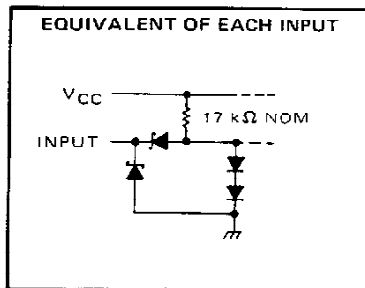 EQUIVALENT OF EACH INPUT
VCC
17 kΩ NOM
INPUT